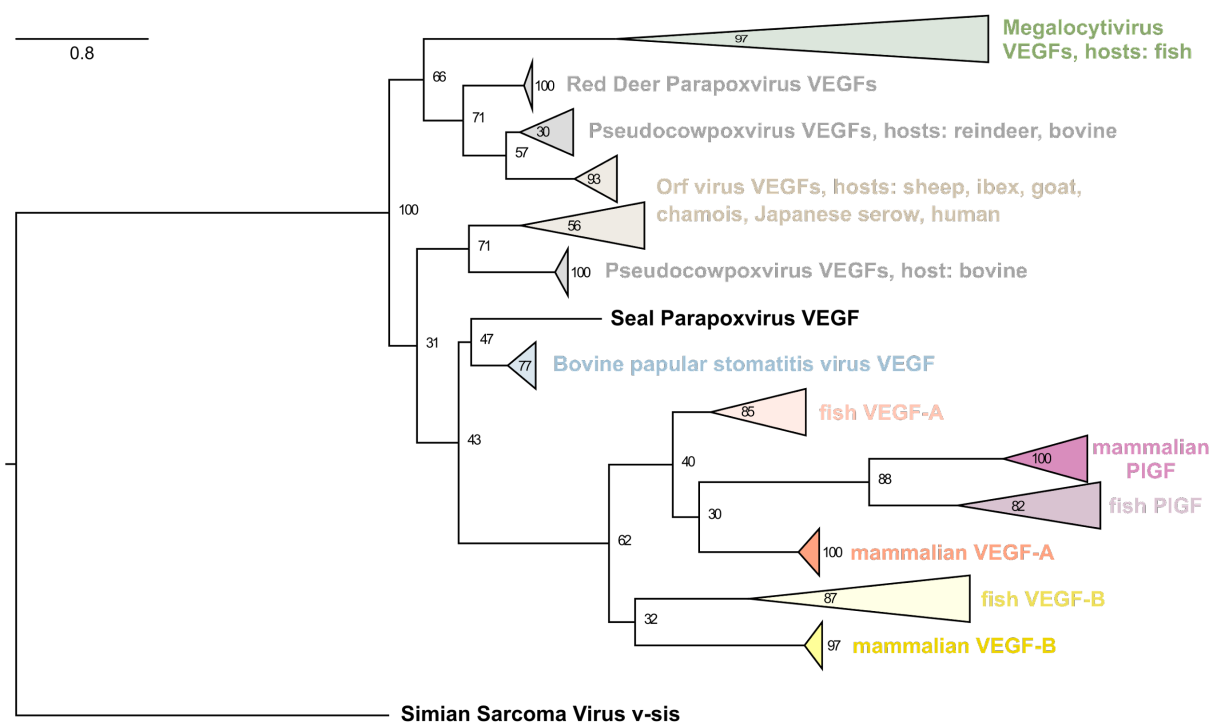 Megalocytivirus
VEGFs, hosts: fish
97
0.8
66
100
Red Deer Parapoxvirus VEGFs
71
30
Pseudocowpoxvirus VEGFs, hosts: reindeer, bovine
57
93
Orf virus VEGFs, hosts: sheep, ibex, goat,
chamois, Japanese serow, human
100
56
71
100
Pseudocowpoxvirus VEGFs, host: bovine
Seal Parapoxvirus VEGF
31
47
77
Bovine papular stomatitis virus VEGF
85
fish VEGF-A
43
40
100
mammalian
PlGF
88
82
fish PlGF
30
62
100
mammalian VEGF-A
87
fish VEGF-B
32
97
mammalian VEGF-B
Simian Sarcoma Virus v-sis